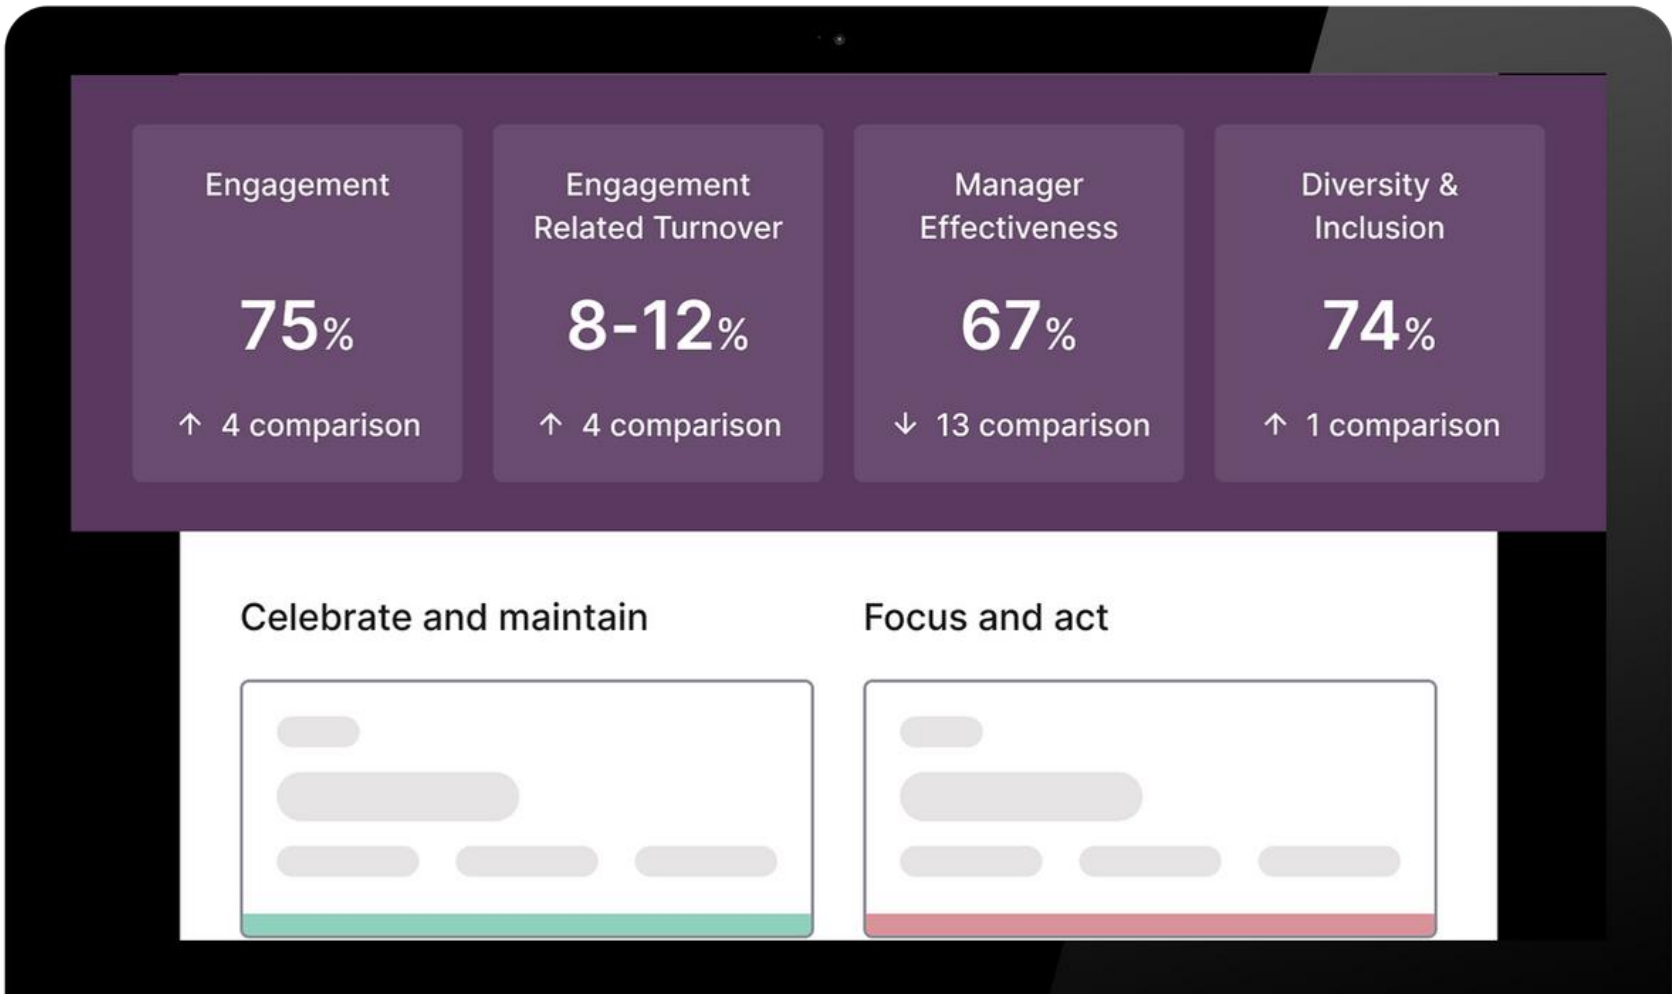 Engagement
75%
↑ 4 comparison
Engagement
Related Turnover
8-12%
↑ 4 comparison
Manager
Effectiveness
67%
↓ 13 comparison
Diversity &
Inclusion
74%
↑ 1 comparison
Celebrate and maintain
Focus and act